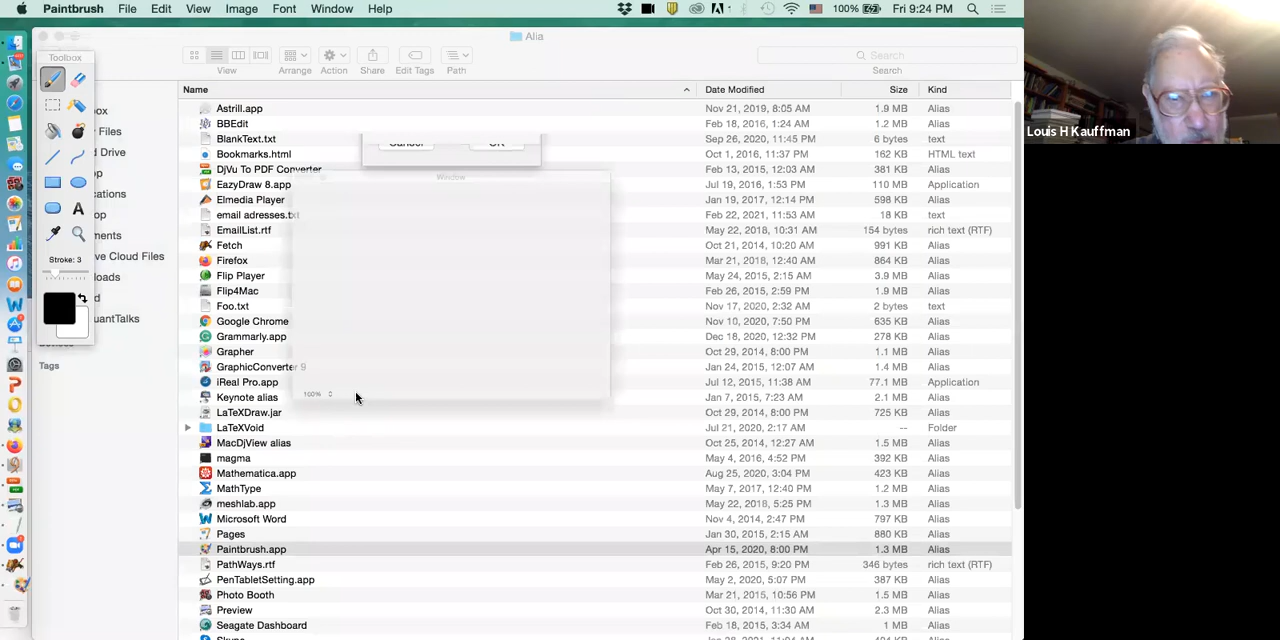 Paintbrush File Edit View Image Font Window Help 100% Fri 9:24 PM
Alia
Toolbox
View Arrange Action Share Edit Tags Path Search
Search
Name Date Modified Size Kind
Astrill.app Nov 21, 2019, 8:05 AM 1.9 MB Alias
BBEdit Feb 18, 2016, 1:24 AM 1.2 MB Alias
BlankText.txt Sep 26, 2020, 11:45 PM 6 bytes text
Bookmarks.html Oct 1, 2016, 11:37 PM 162 KB HTML text
DjVu To PDF Converter Feb 13, 2015, 12:03 AM 381 KB Alias
EazyDraw 8.app Jul 19, 2016, 1:53 PM 110 MB Application
Elmedia Player Jan 19, 2017, 12:14 PM 598 KB Alias
email adresses.txt Feb 22, 2021, 11:53 AM 18 KB text
EmailList.rtf May 22, 2018, 10:31 AM 154 bytes rich text (RTF)
Fetch Oct 21, 2014, 10:20 AM 991 KB Alias
Firefox Mar 21, 2018, 12:40 AM 864 KB Alias
Flip Player May 24, 2015, 2:15 AM 3.9 MB Alias
Flip4Mac Feb 26, 2015, 2:59 PM 1.9 MB Alias
Foo.txt Nov 17, 2020, 2:32 AM 2 bytes text
Google Chrome Nov 10, 2020, 7:50 PM 635 KB Alias
Grammarly.app Dec 18, 2020, 12:32 PM 278 KB Alias
Grapher Oct 29, 2014, 8:00 PM 1.1 MB Alias
GraphicConverter 9 Jan 24, 2015, 12:07 AM 1.4 MB Alias
iReal Pro.app Jul 12, 2015, 11:38 AM 77.1 MB Application
Keynote alias Jan 7, 2015, 7:23 AM 2.1 MB Alias
LaTeXDraw.jar Oct 29, 2014, 8:00 PM 725 KB Alias
LaTeXVoid Jul 21, 2020, 2:17 AM -- Folder
MacDjView alias Oct 25, 2014, 12:27 AM 1.5 MB Alias
magma May 4, 2016, 4:52 PM 392 KB Alias
Mathematica.app Aug 25, 2020, 3:04 PM 423 KB Alias
MathType May 7, 2017, 12:40 PM 1.2 MB Alias
meshlab.app May 22, 2018, 5:25 PM 1.3 MB Alias
Microsoft Word Nov 4, 2014, 2:47 PM 797 KB Alias
Pages Jan 30, 2015, 2:15 AM 880 KB Alias
Paintbrush.app Apr 15, 2020, 8:00 PM 1.3 MB Alias
PathWays.rtf Feb 26, 2015, 9:20 PM 346 bytes rich text (RTF)
PenTabletSetting.app May 2, 2020, 5:07 PM 387 KB Alias
Photo Booth Mar 21, 2015, 10:56 PM 1.5 MB Alias
Preview Oct 30, 2014, 11:30 AM 2.3 MB Alias
Seagate Dashboard Feb 18, 2015, 3:34 AM 1 MB Alias
Window
100%
Stroke: 3
box
Files
d Drive
op
cations
op
ments
ve Cloud Files
loads
d
uantTalks
Tags
Louis H Kauffman